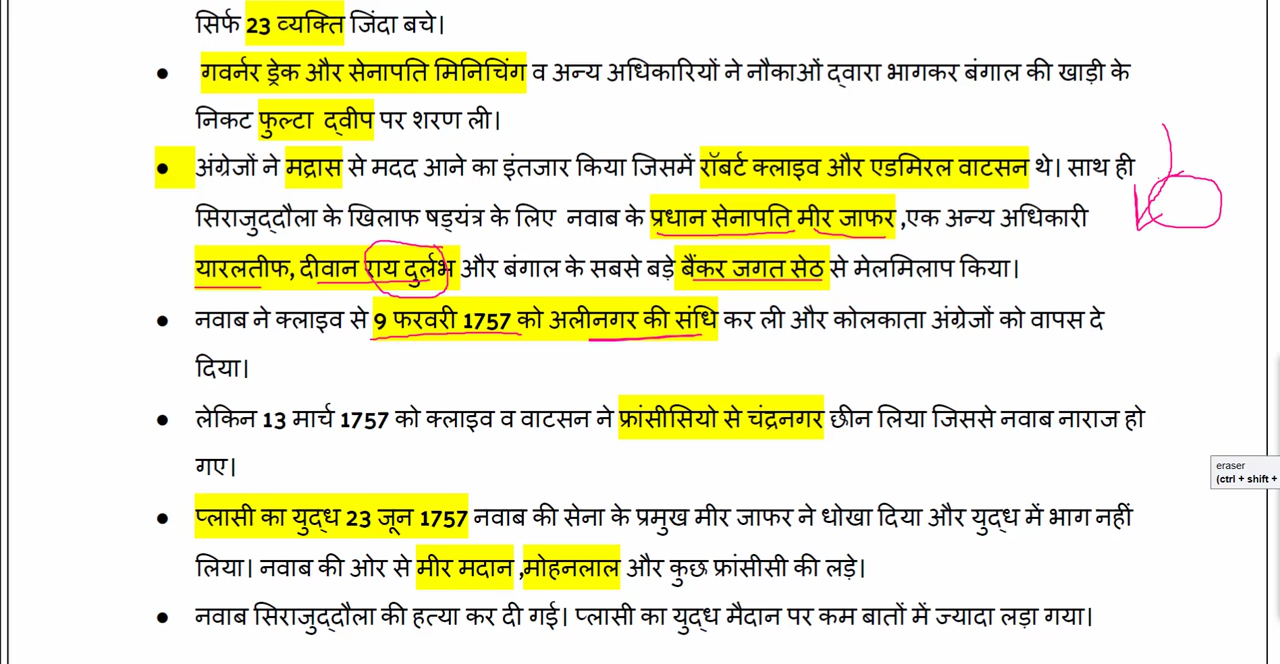 सिर्फ 23 व्यक्ति जिंदा बचे।
● गवर्नर ड्रेक और सेनापति मिनिचिंग व अन्य अधिकारियों ने नौकाओं द्वारा भागकर बंगाल की खाड़ी के
निकट फुल्टा द्वीप पर शरण ली।
● अंग्रेजों ने मद्रास से मदद आने का इंतजार किया जिसमें रॉबर्ट क्लाइव और एडमिरल वाटसन थे। साथ ही
सिराजुद्दौला के खिलाफ षड्यंत्र के लिए नवाब के प्रधान सेनापति मीर जाफर ,एक अन्य अधिकारी
यारलतीफ, दीवान राय दुर्लभ और बंगाल के सबसे बड़े बैंकर जगत सेठ से मेलमिलाप किया।
● नवाब ने क्लाइव से 9 फरवरी 1757 को अलीनगर की संधि कर ली और कोलकाता अंग्रेजों को वापस दे
दिया।
● लेकिन 13 मार्च 1757 को क्लाइव व वाटसन ने फ्रांसीसियो से चंद्रनगर छीन लिया जिससे नवाब नाराज हो
गए।
eraser
(ctrl + shift +
● प्लासी का युद्ध 23 जून 1757 नवाब की सेना के प्रमुख मीर जाफर ने धोखा दिया और युद्ध में भाग नहीं
लिया। नवाब की ओर से मीर मदान ,मोहनलाल और कुछ फ्रांसीसी की लड़े।
● नवाब सिराजुद्दौला की हत्या कर दी गई। प्लासी का युद्ध मैदान पर कम बातों में ज्यादा लड़ा गया।